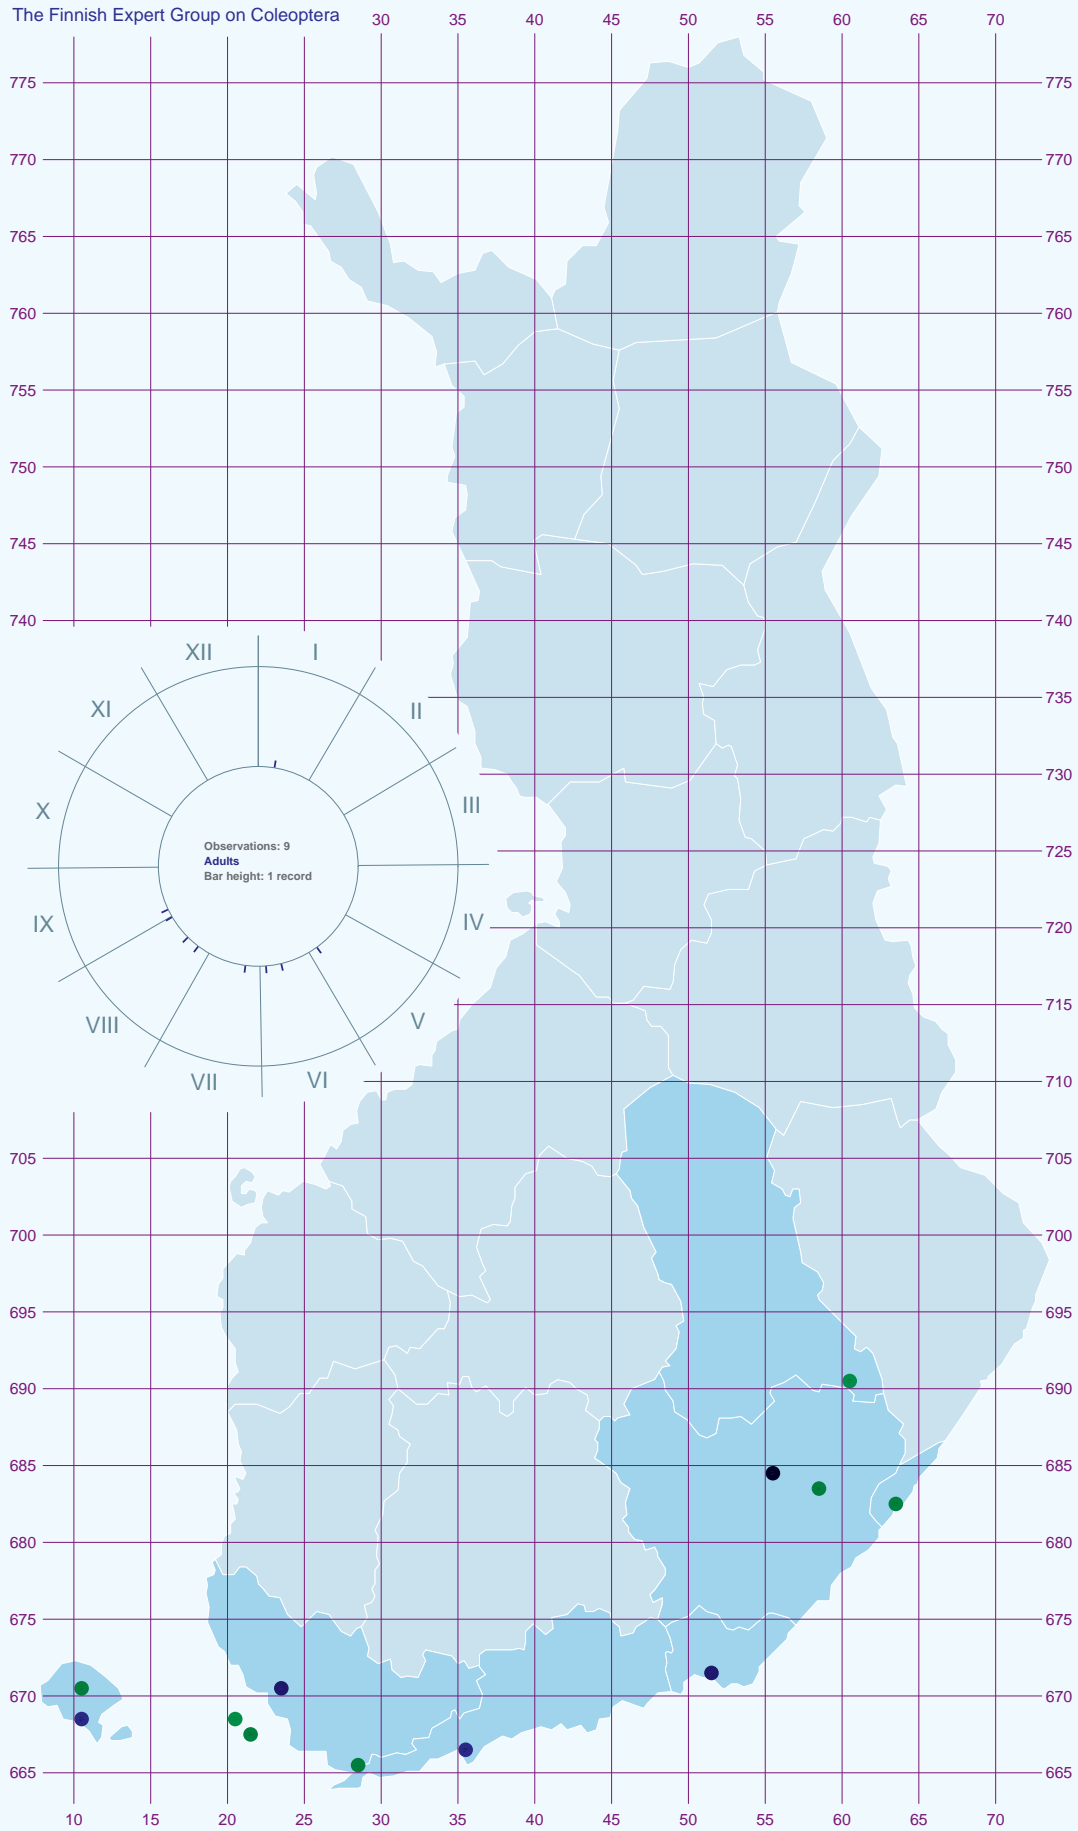 The Finnish Expert Group on Coleoptera 30 35 40 45 50 55 60 65 70
775 775
770 770
765 765
760 760
755 755
750 750
745 745
740 740
XII I
XI II
735
730
X III
Observations: 9
Adults
Bar height: 1 record
725
IX IV 720
VIII V
715
VII VI
710
705 705
700 700
695 695
690 690
685 685
680 680
675 675
670 670
665 665
10 15 20 25 30 35 40 45 50 55 60 65 70